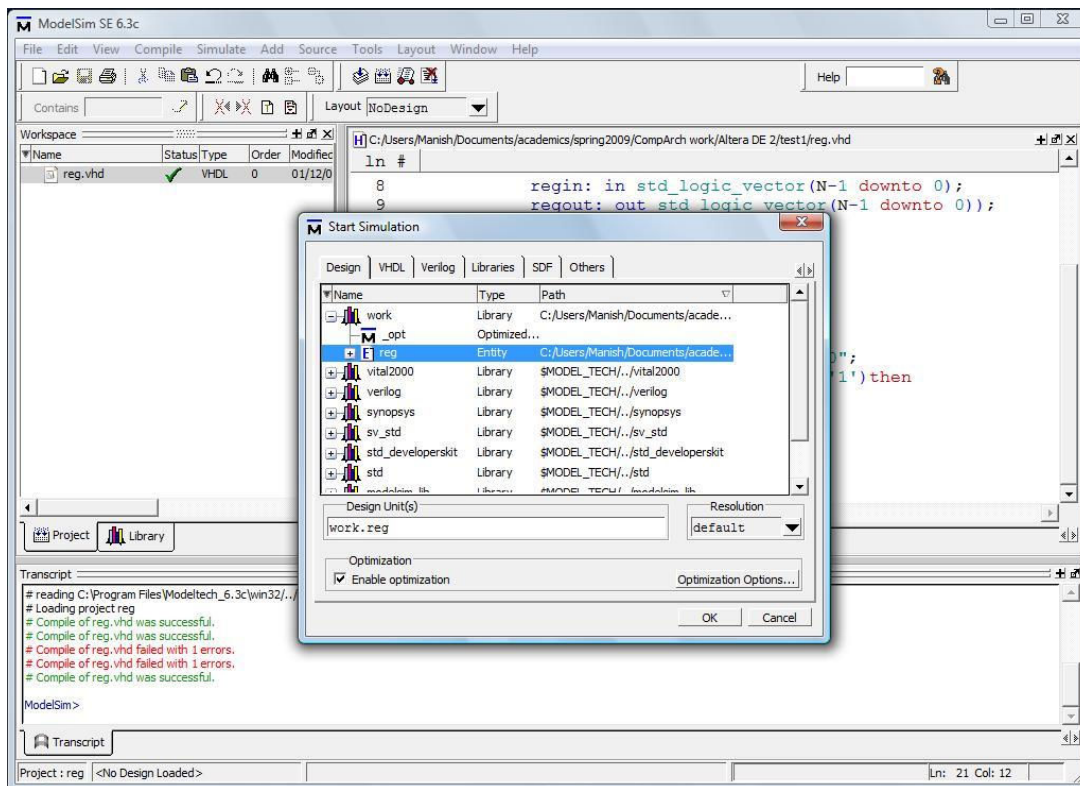 ModelSim SE 6.3c
File Edit View Compile Simulate Add Source Tools Layout Window Help
Help
Contains
Layout NoDesign
Workspace
Name Status Type Order Modified
reg.vhd VHDL 0 01/12/0
Project Library
C:/Users/Manish/Documents/academics/spring2009/CompArch work/Altera DE 2/test1/reg.vhd
ln #
8 regin: in std_logic_vector(N-1 downto 0);
9 regout: out std_logic_vector(N-1 downto 0));
0";
'1')then
Start Simulation
Design VHDL Verilog Libraries SDF Others
Name Type Path
work Library C:/Users/Manish/Documents/acade...
_opt Optimized...
reg Entity C:/Users/Manish/Documents/acade...
vital2000 Library $MODEL_TECH/../vital2000
verilog Library $MODEL_TECH/../verilog
synopsys Library $MODEL_TECH/../synopsys
sv_std Library $MODEL_TECH/../sv_std
std_developerskit Library $MODEL_TECH/../std_developerskit
std Library $MODEL_TECH/../std
modelsim_lib Library $MODEL_TECH/../modelsim_lib
Design Unit(s)
work.reg
Resolution
default
Optimization
Enable optimization
Optimization Options...
OK Cancel
Transcript
# reading C:\Program Files\Modeltech_6.3c\win32/../
# Loading project reg
# Compile of reg.vhd was successful.
# Compile of reg.vhd was successful.
# Compile of reg.vhd failed with 1 errors.
# Compile of reg.vhd failed with 1 errors.
# Compile of reg.vhd was successful.
ModelSim>
Transcript
Project : reg <No Design Loaded> Ln: 21 Col: 12